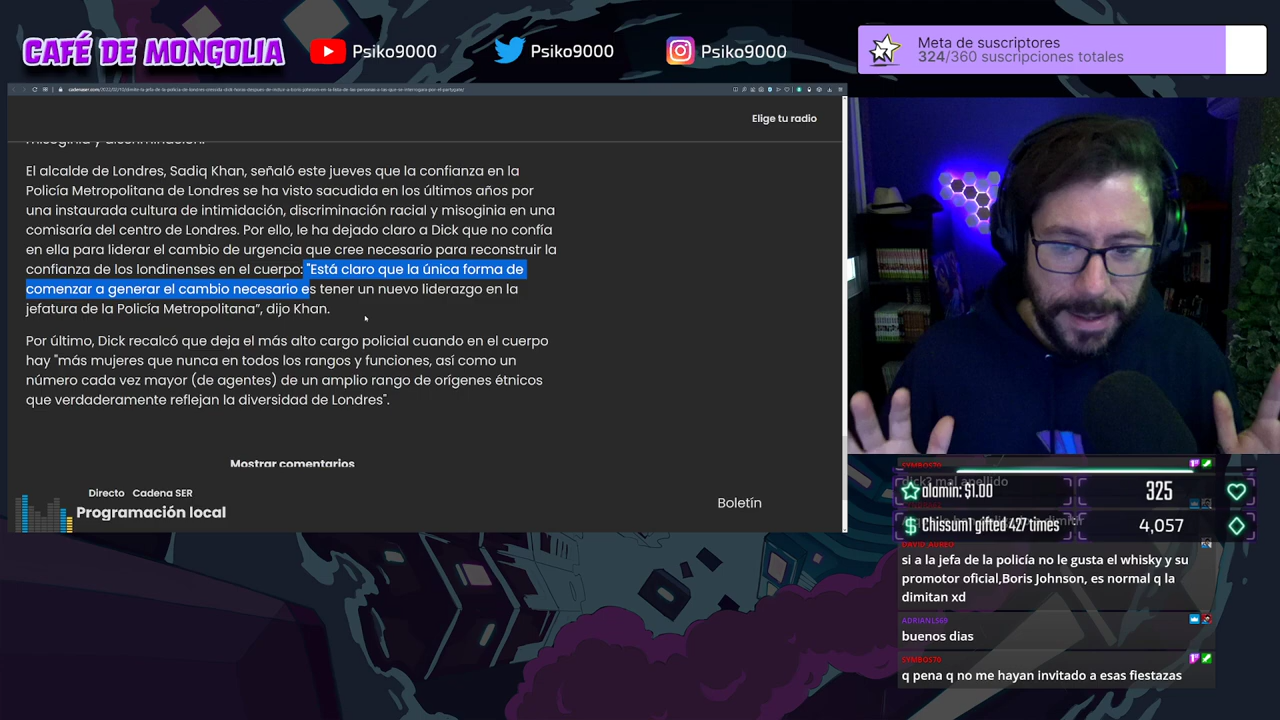 CAFÉ DE MONGOLIA
Psiko9000
Psiko9000
Psiko9000
Meta de suscriptores
324/360 suscripciones totales
Elige tu radio
misoginia y discriminación.
El alcalde de Londres, Sadiq Khan, señaló este jueves que la confianza en la
Policía Metropolitana de Londres se ha visto sacudida en los últimos años por
una instaurada cultura de intimidación, discriminación racial y misoginia en una
comisaría del centro de Londres. Por ello, le ha dejado claro a Dick que no confía
en ella para liderar el cambio de urgencia que cree necesario para reconstruir la
confianza de los londinenses en el cuerpo: "Está claro que la única forma de
comenzar a generar el cambio necesario es tener un nuevo liderazgo en la
jefatura de la Policía Metropolitana”, dijo Khan.
Por último, Dick recalcó que deja el más alto cargo policial cuando en el cuerpo
hay "más mujeres que nunca en todos los rangos y funciones, así como un
número cada vez mayor (de agentes) de un amplio rango de orígenes étnicos
que verdaderamente reflejan la diversidad de Londres".
Mostrar comentarios
Directo Cadena SER
Programación local
Boletín
SYMBOS70
dick? mal apellido
alamin: $1.00
325
Chissum1 gifted 427 times
4,057
dimitir
DAVID_AUREO
si a la jefa de la policía no le gusta el whisky y su
promotor oficial,Boris Johnson, es normal q la
dimitan xd
ADRIANLS69
buenos dias
SYMBOS70
q pena q no me hayan invitado a esas fiestazas